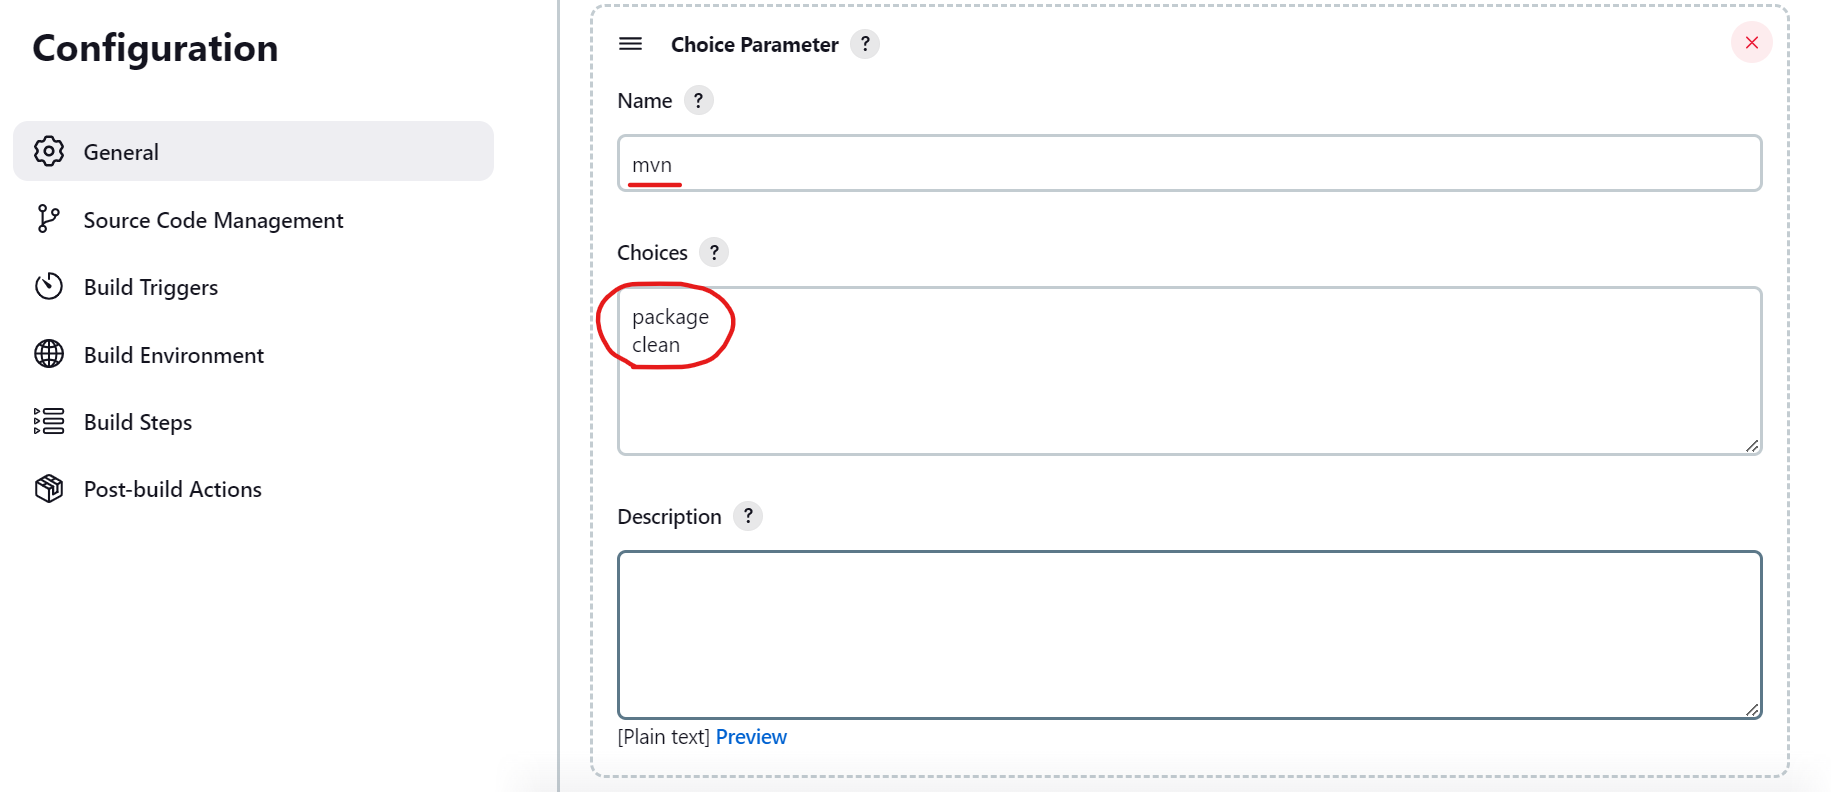 Configuration
General
Source Code Management
Build Triggers
Build Environment
Build Steps
Post-build Actions
Choice Parameter ?
Name ?
mvn
Choices ?
package
clean
Description ?
[Plain text] Preview